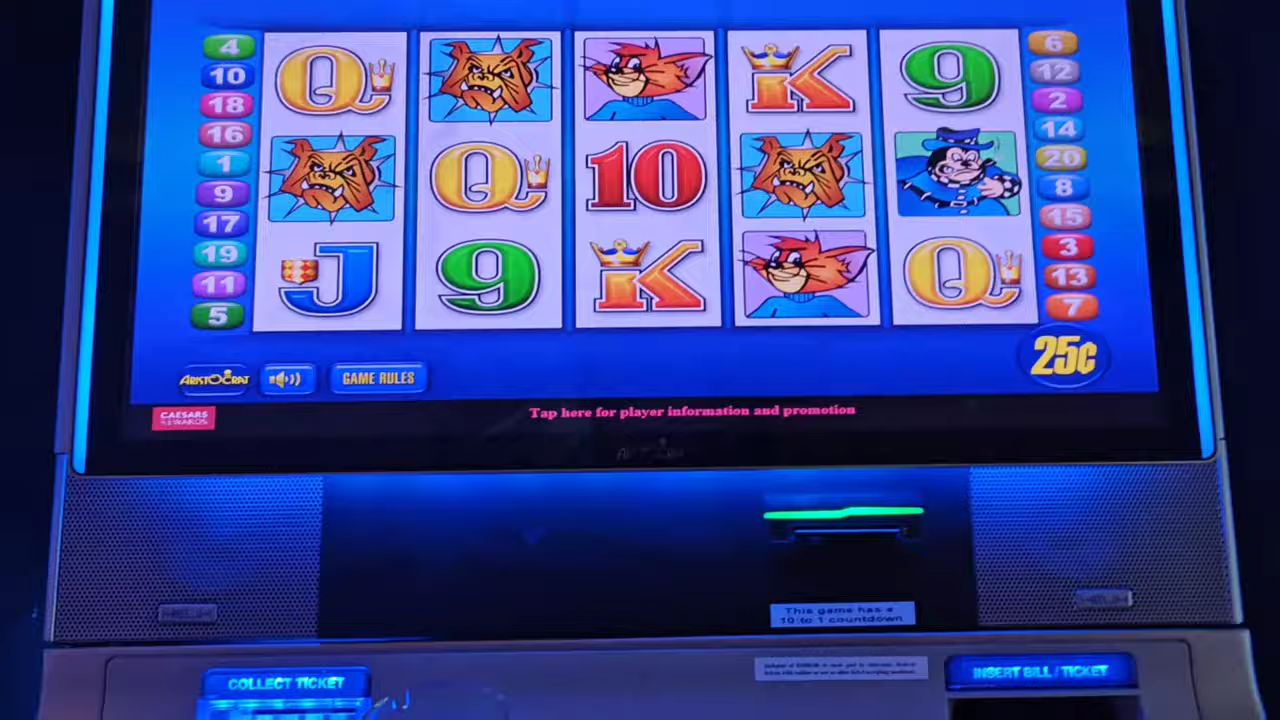 4
10
18
16
1
9
17
19
11
5
Q K 9
Q 10
J 9 K Q
6
12
2
14
20
8
15
3
13
7
25¢
ARISTOCRAT
GAME RULES
CAESARS
REWARDS
Tap here for player information and promotion
ARISTOCRAT
This game has a
10 to 1 countdown
COLLECT TICKET
INSERT BILL / TICKET